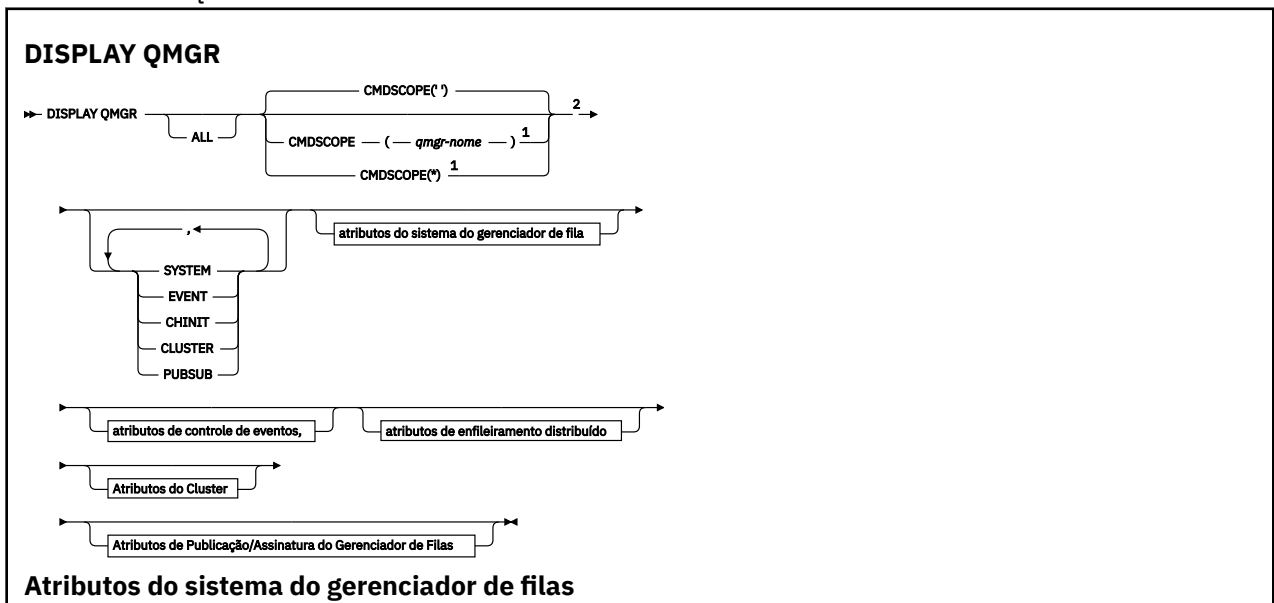 DISPLAY QMGR
DISPLAY QMGR
ALL
CMDSCOPE(' ')
CMDSCOPE ( qmgr-nome ) 1
CMDSCOPE(*) 1
2
,
SYSTEM
EVENT
CHINIT
CLUSTER
PUBSUB
atributos do sistema do gerenciador de fila
atributos de controle de eventos,
atributos de enfileiramento distribuído
Atributos do Cluster
Atributos de Publicação/Assinatura do Gerenciador de Filas
Atributos do sistema do gerenciador de filas